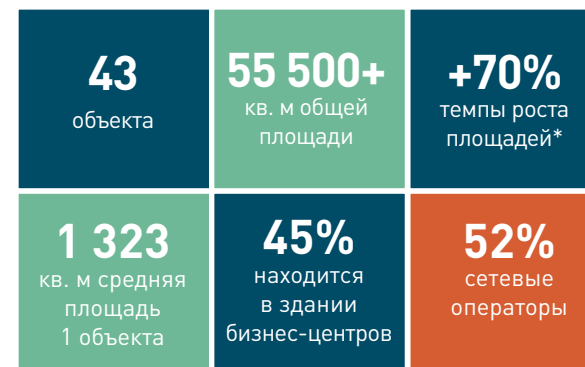 43
объекта
55 500+
кв. м общей
площади
+70%
темпы роста
площадей*
1 323
кв. м средняя
площадь
1 объекта
45%
находится
в здании
бизнес-центров
52%
сетевые
операторы